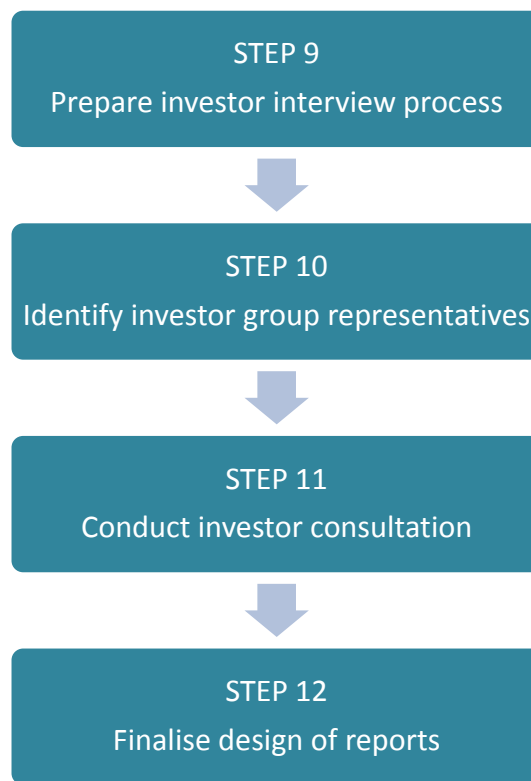 STEP 9
Prepare investor interview process
STEP 10
Identify investor group representatives
STEP 11
Conduct investor consultation
STEP 12
Finalise design of reports